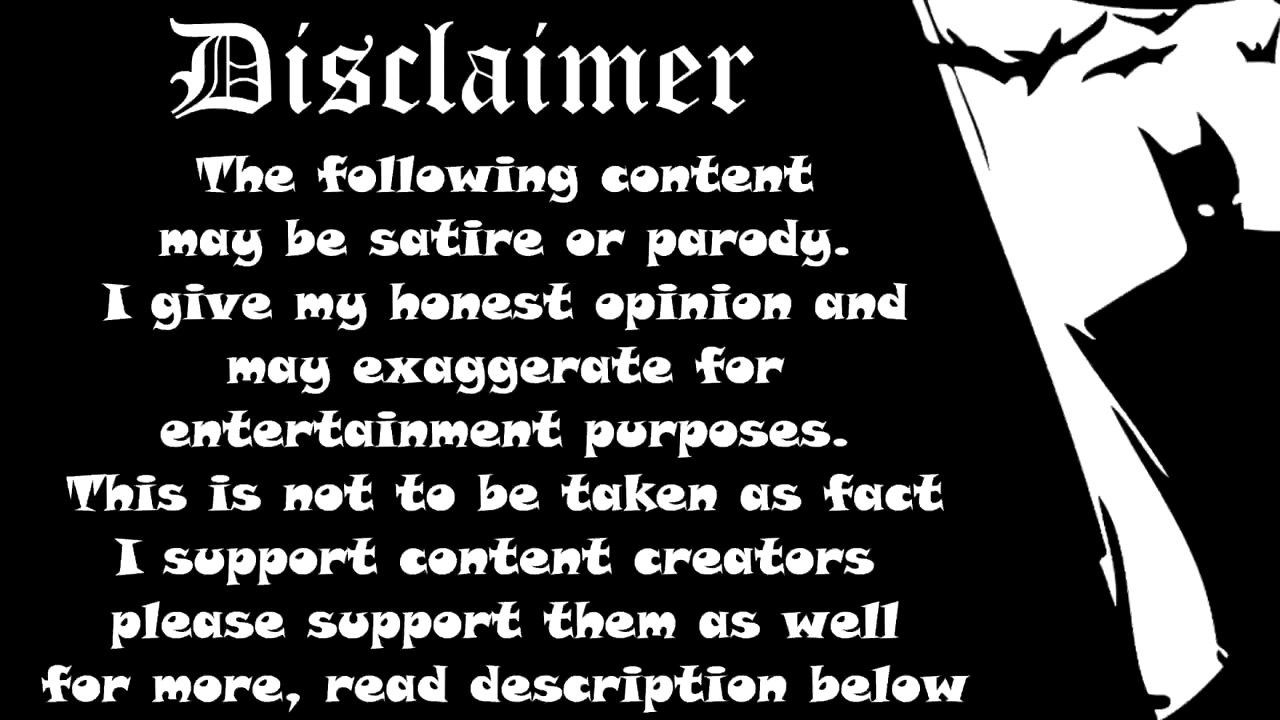 Disclaimer
The following content
may be satire or parody.
I give my honest opinion and
may exaggerate for
entertainment purposes.
This is not to be taken as fact
I support content creators
please support them as well
for more, read description below